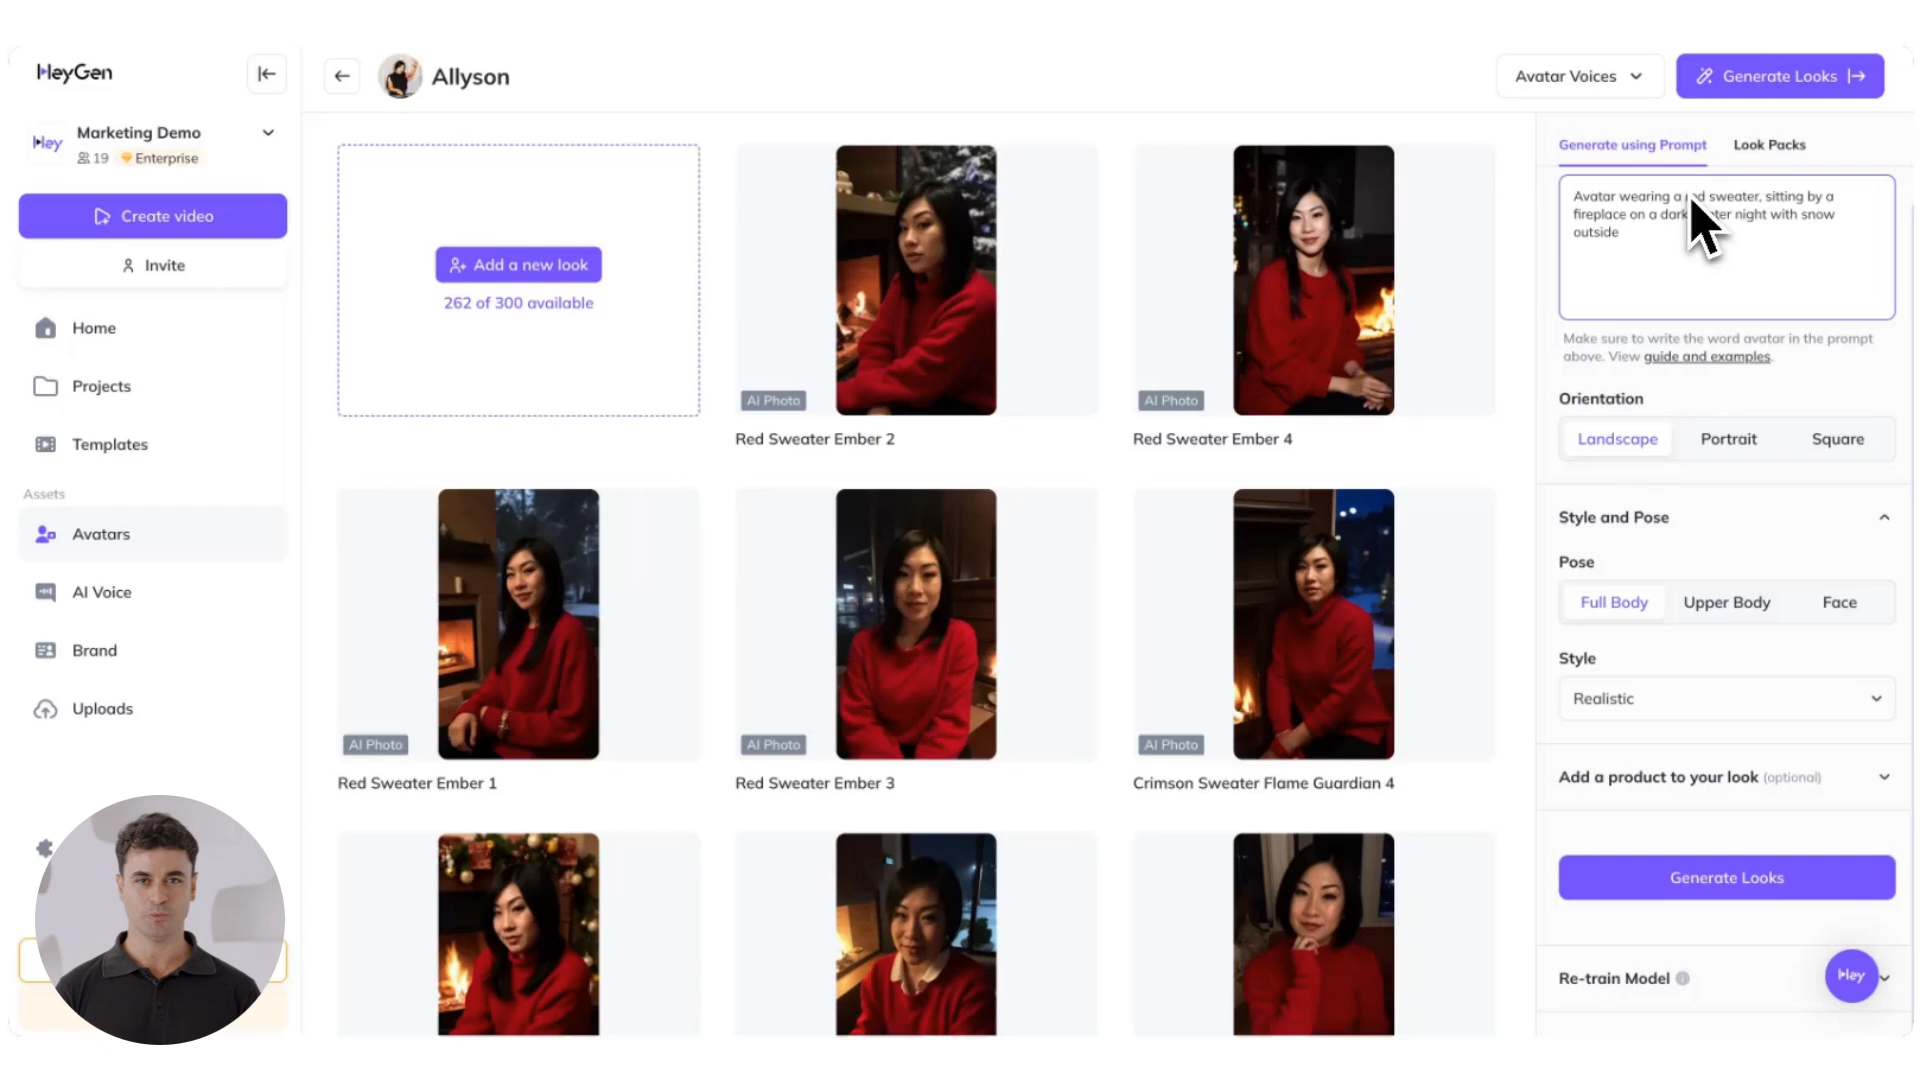 HeyGen
Marketing Demo
Hey
19
Enterprise
Create video
Invite
Home
Projects
Templates
Assets
Avatars
AI Voice
Brand
Uploads
Allyson
Avatar Voices
Generate Looks
Add a new look
262 of 300 available
AI Photo
Red Sweater Ember 2
AI Photo
Red Sweater Ember 4
AI Photo
Red Sweater Ember 1
AI Photo
Red Sweater Ember 3
AI Photo
Crimson Sweater Flame Guardian 4
Generate using Prompt
Look Packs
Avatar wearing a sweater, sitting by a
fireplace on a dark night with snow
outside
Make sure to write the word avatar in the prompt
above. View guide and examples.
Orientation
Landscape
Portrait
Square
Style and Pose
Pose
Full Body
Upper Body
Face
Style
Realistic
Add a product to your look (optional)
Generate Looks
Re-train Model
Hey